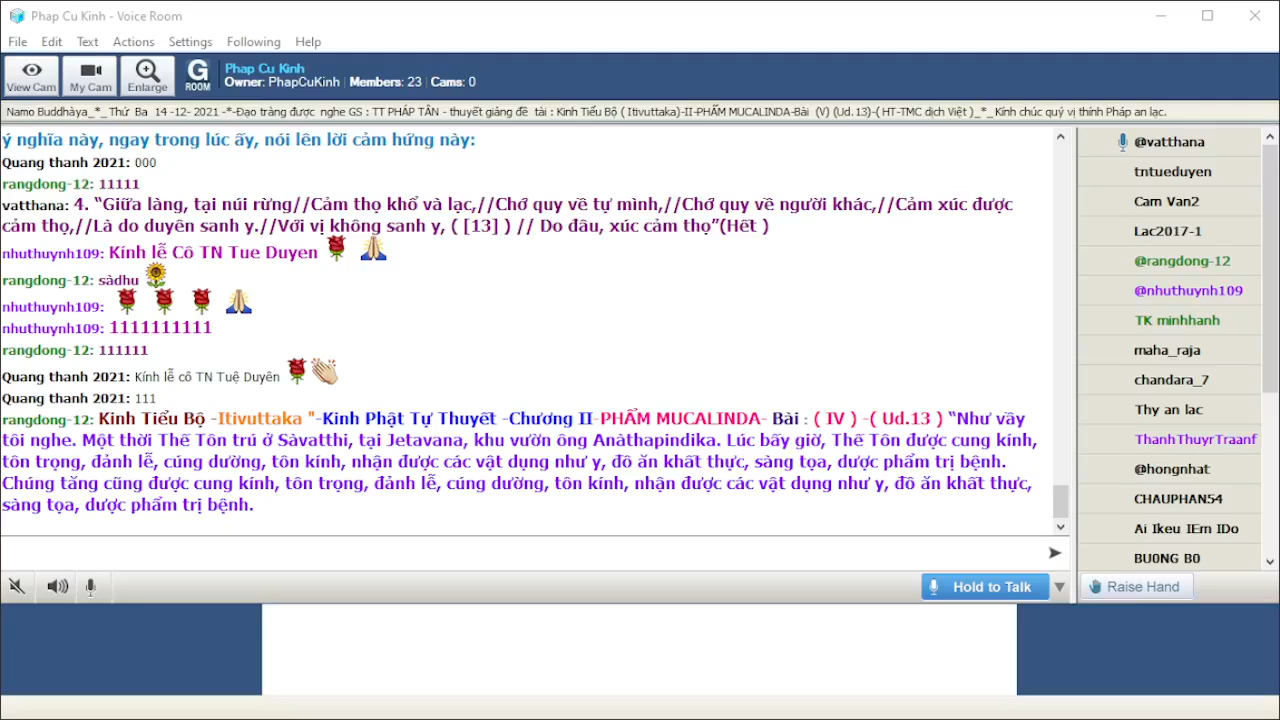 Phap Cu Kinh - Voice Room
File Edit Text Actions Settings Following Help
View Cam My Cam Enlarge G ROOM
Phap Cu Kinh
Owner: PhapCuKinh | Members: 23 | Cams: 0
Namo Buddhàya_*_ Thứ Ba 14 -12- 2021 -*-Đạo tràng được nghe GS : TT PHÁP TÂN - thuyết giảng đề tài : Kinh Tiểu Bộ ( Itivuttaka)-II-PHẨM MUCALINDA-Bài (V) (Ud.13)-( HT-TMC dịch Việt )_*_ Kính chúc quý vị thính Pháp an lạc.
ý nghĩa này, ngay trong lúc ấy, nói lên lời cảm hứng này:
Quang thanh 2021: 000
rangdong-12: 11111
vatthana: 4. “Giữa làng, tại núi rừng//Cảm thọ khổ và lạc,//Chớ quy về tự mình,//Chớ quy về người khác,//Cảm xúc được
cảm thọ,//Là do duyên sanh y.//Với vị không sanh y, ( [13] ) // Do đâu, xúc cảm thọ”(Hết )
nhuthuynh109: Kính lễ Cô TN Tue Duyen
rangdong-12: sàdhu
nhuthuynh109:
nhuthuynh109: 1111111111
rangdong-12: 111111
Quang thanh 2021: Kính lễ cô TN Tuệ Duyên
Quang thanh 2021: 111
rangdong-12: Kinh Tiểu Bộ -Itivuttaka "-Kinh Phật Tự Thuyết -Chương II-PHẨM MUCALINDA- Bài : ( IV ) -( Ud.13 ) “Như vầy
tôi nghe. Một thời Thế Tôn trú ở Sàvatthi, tại Jetavana, khu vườn ông Anàthapindika. Lúc bấy giờ, Thế Tôn được cung kính,
tôn trọng, đảnh lễ, cúng dường, tôn kính, nhận được các vật dụng như y, đồ ăn khất thực, sàng tọa, dược phẩm trị bệnh.
Chúng tăng cũng được cung kính, tôn trọng, đảnh lễ, cúng dường, tôn kính, nhận được các vật dụng như y, đồ ăn khất thực,
sàng tọa, dược phẩm trị bệnh.
@vatthana
tntueduyen
Cam Van2
Lac2017-1
@rangdong-12
@nhuthuynh109
TK minhhanh
maha_raja
chandara_7
Thy an lac
ThanhThuyrTraanf
@hongnhat
CHAUPHAN54
Ai Ikeu IEm IDo
BU0NG B0
Hold to Talk
Raise Hand